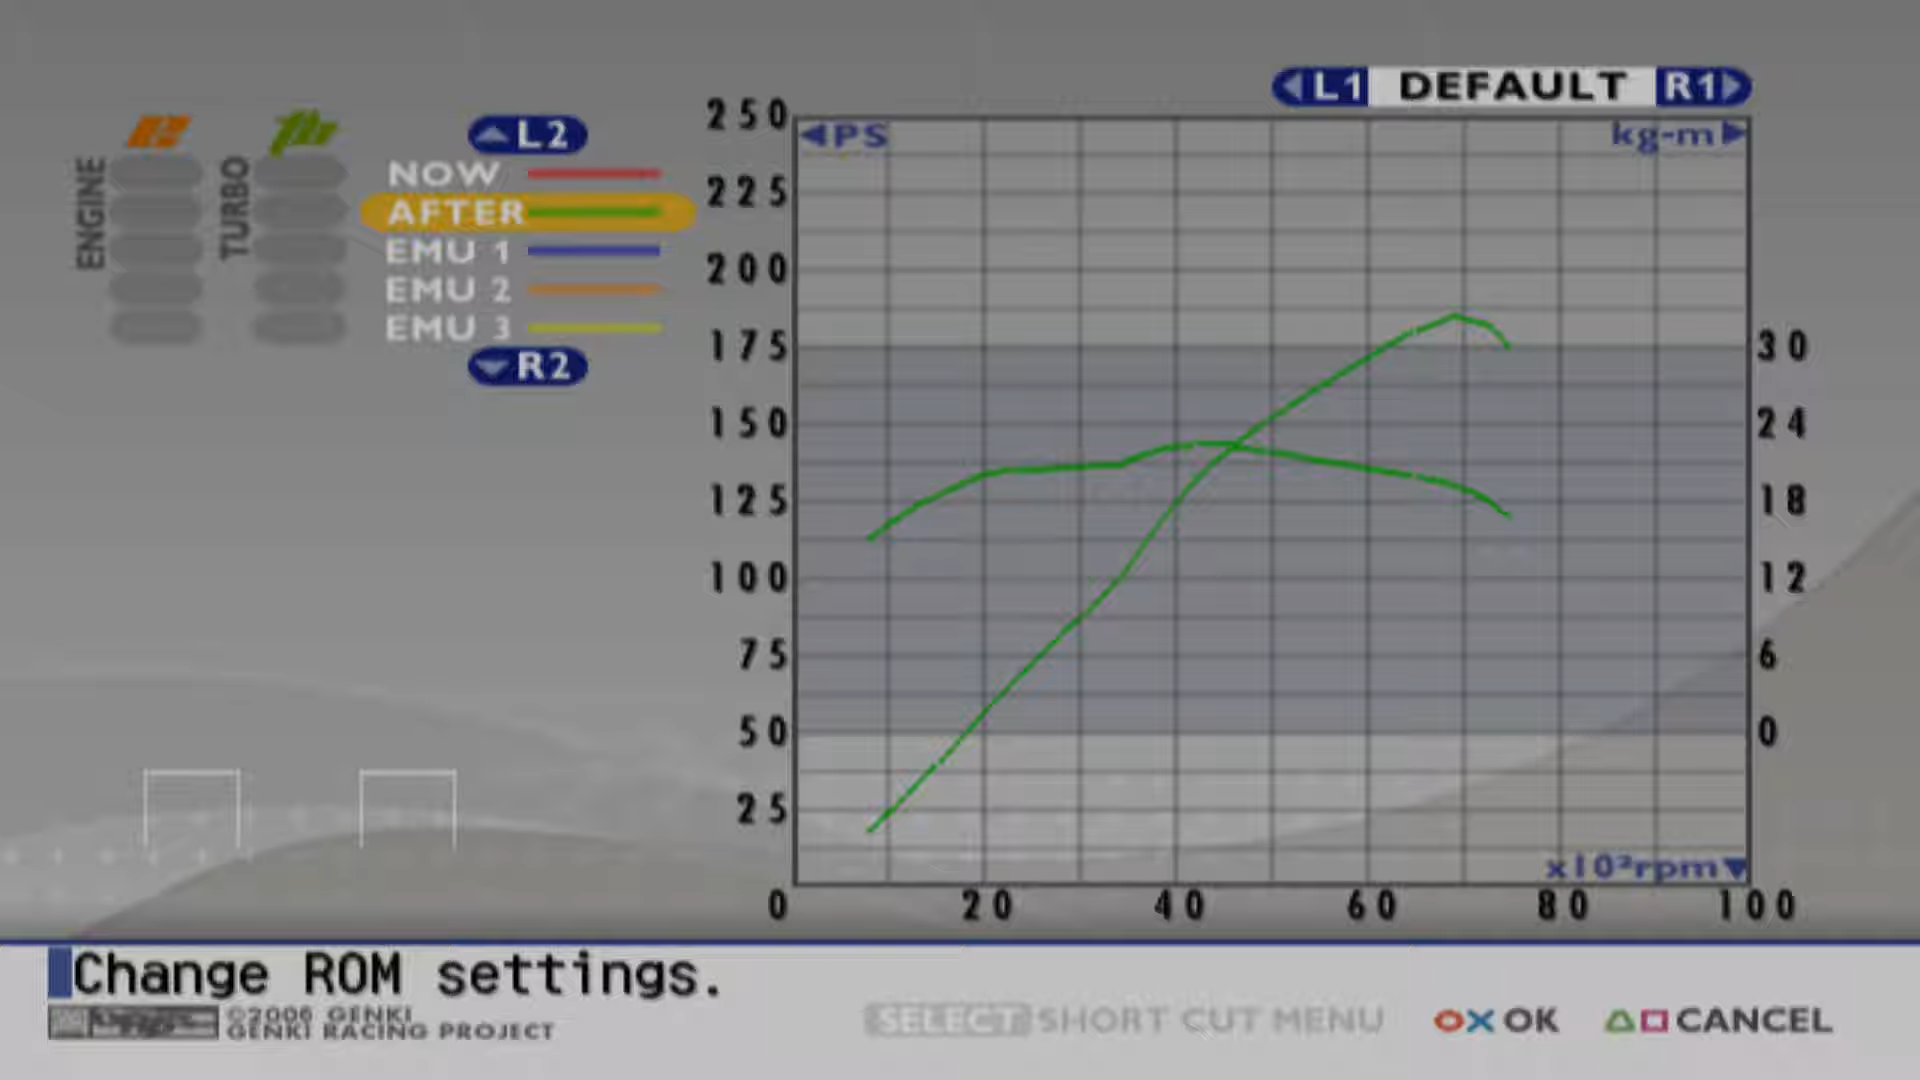 L1 DEFAULT R1
250
PS kg-m
L2
ENGINE
TURBO
NOW
AFTER
EMU 1
EMU 2
EMU 3
R2
225
200
175 30
150 24
125 18
100 12
75 6
50 0
25
x10²rpm
0 20 40 60 80 100
Change ROM settings.
©2006 GENKI
GENKI RACING PROJECT
SELECT SHORT CUT MENU OK CANCEL